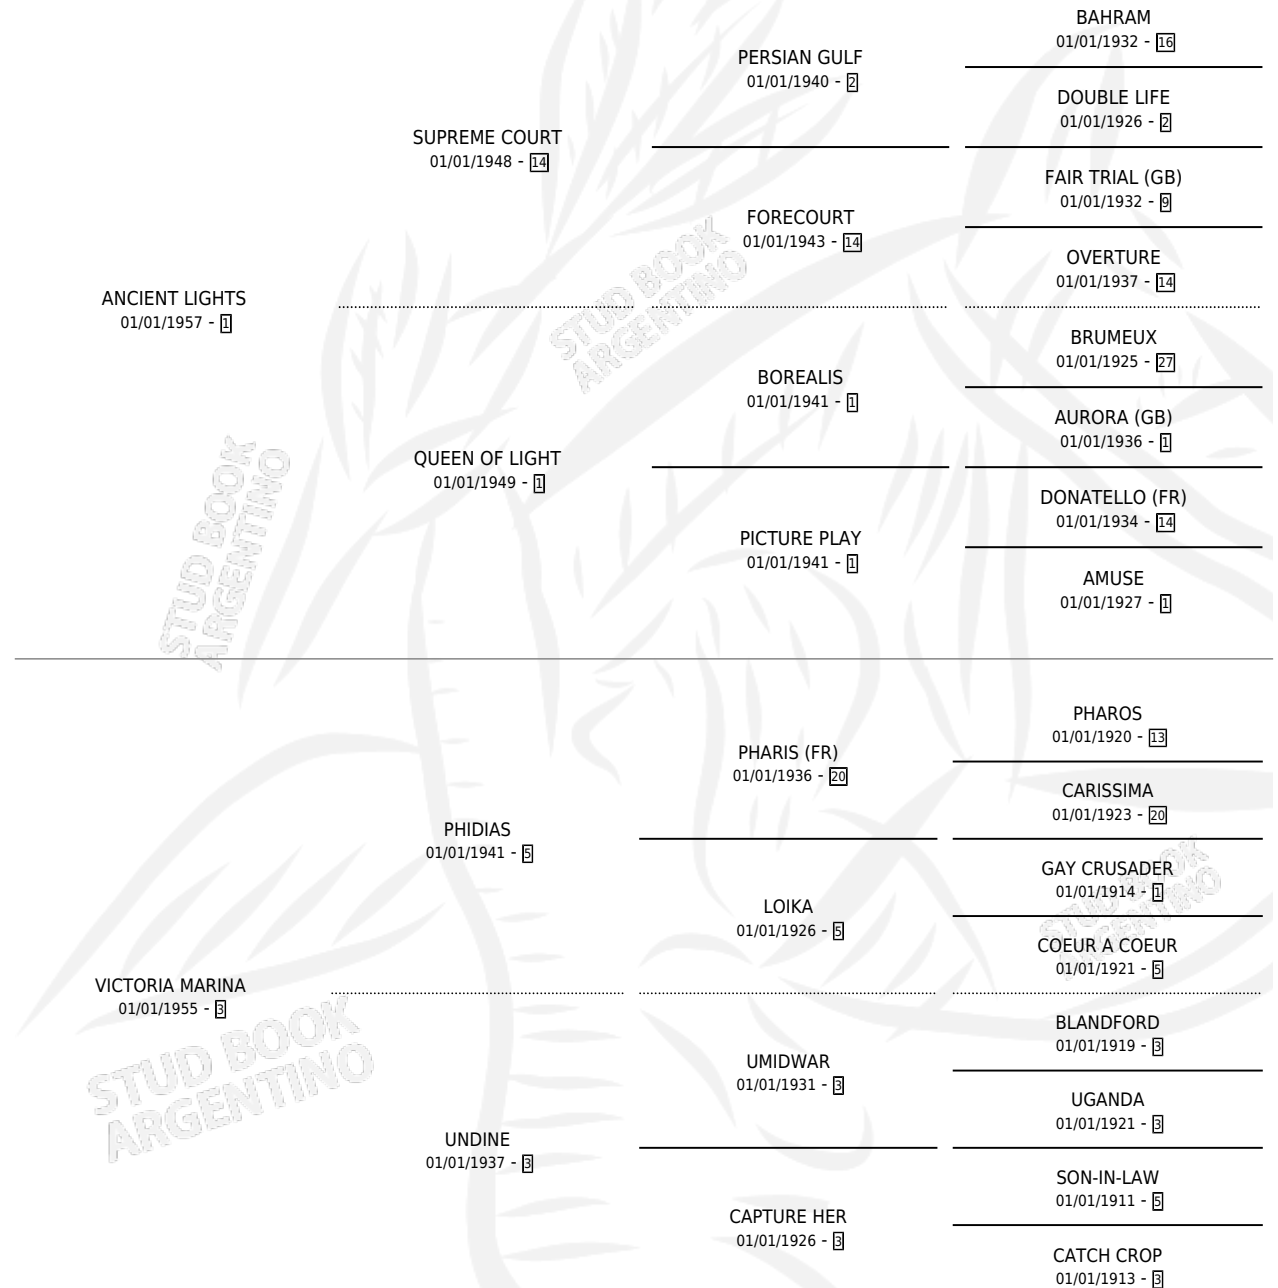 BAHRAM
01/01/1932 - 16
PERSIAN GULF
01/01/1940 - 2
DOUBLE LIFE
01/01/1926 - 2
SUPREME COURT
01/01/1948 - 14
FAIR TRIAL (GB)
01/01/1932 - 9
FORECOURT
01/01/1943 - 14
OVERTURE
01/01/1937 - 14
ANCIENT LIGHTS
01/01/1957 - 1
BRUMEUX
01/01/1925 - 27
BOREALIS
01/01/1941 - 1
AURORA (GB)
01/01/1936 - 1
QUEEN OF LIGHT
01/01/1949 - 1
DONATELLO (FR)
01/01/1934 - 14
PICTURE PLAY
01/01/1941 - 1
AMUSE
01/01/1927 - 1
STUD BOOK
ARGENTINO
STUD BOOK
ARGENTINO
PHAROS
01/01/1920 - 13
PHARIS (FR)
01/01/1936 - 20
CARISSIMA
01/01/1923 - 20
PHIDIAS
01/01/1941 - 5
GAY CRUSADER
01/01/1914 - 1
LOIKA
01/01/1926 - 5
COEUR A COEUR
01/01/1921 - 5
STUD BOOK
ARGENTINO
VICTORIA MARINA
01/01/1955 - 3
BLANDFORD
01/01/1919 - 3
UMIDWAR
01/01/1931 - 3
UGANDA
01/01/1921 - 3
UNDINE
01/01/1937 - 3
SON-IN-LAW
01/01/1911 - 5
CAPTURE HER
01/01/1926 - 3
CATCH CROP
01/01/1913 - 3
STUD BOOK
ARGENTINO